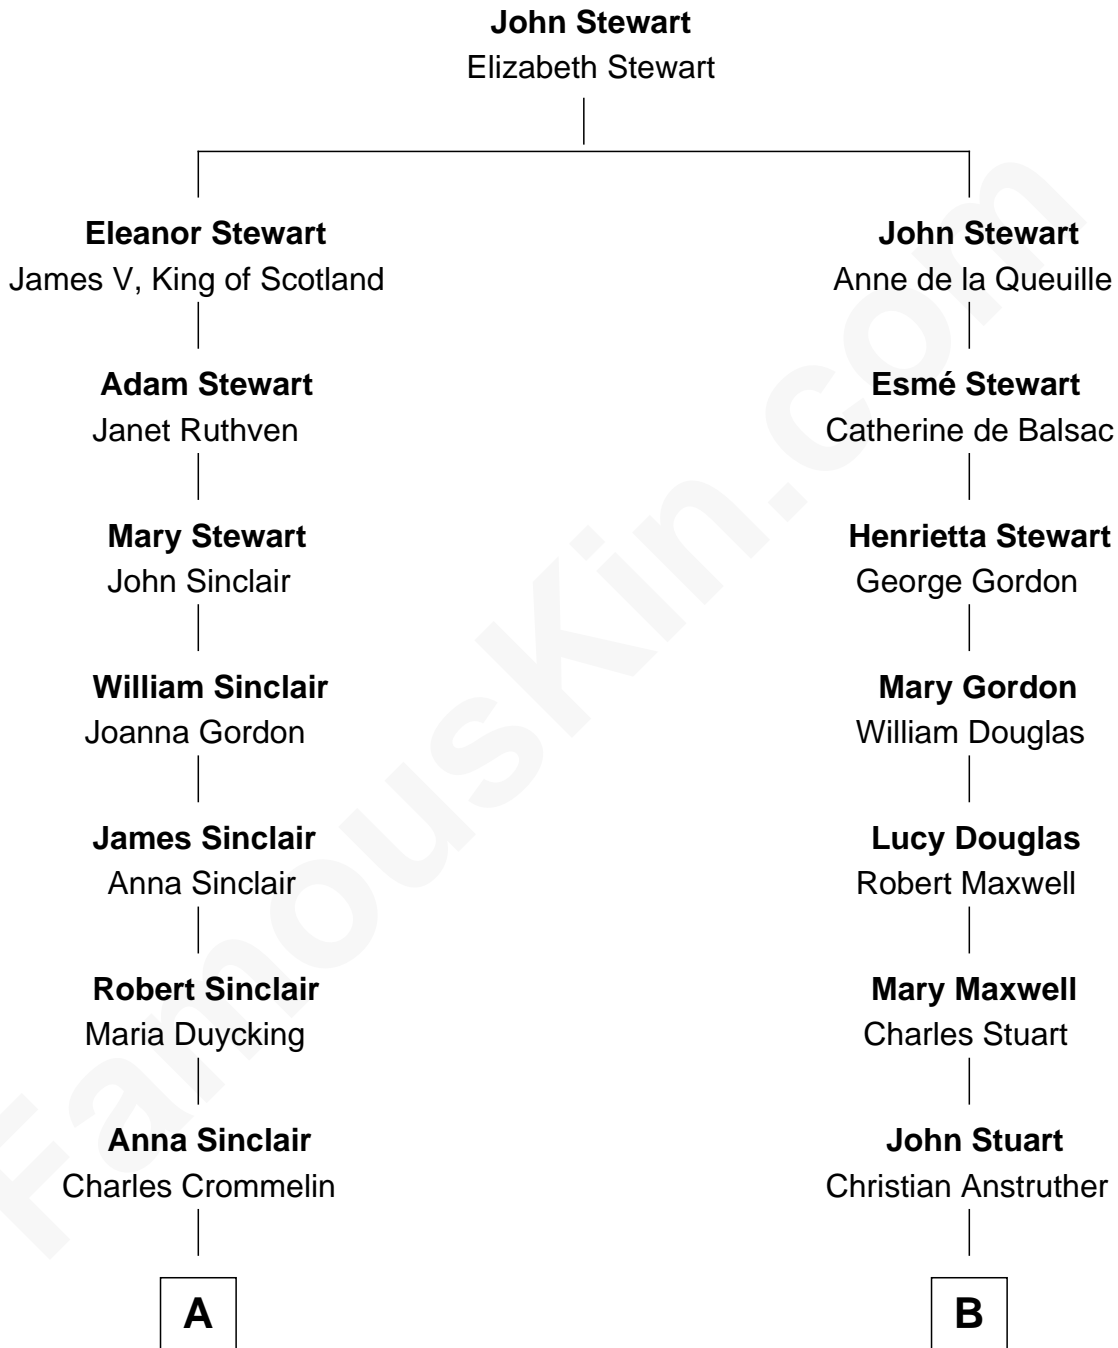 John Stewart
Elizabeth Stewart
Eleanor Stewart
James V, King of Scotland
John Stewart
Anne de la Queuille
Adam Stewart
Janet Ruthven
Esmé Stewart
Catherine de Balsac
Mary Stewart
John Sinclair
Henrietta Stewart
George Gordon
William Sinclair
Joanna Gordon
Mary Gordon
William Douglas
James Sinclair
Anna Sinclair
Lucy Douglas
Robert Maxwell
Robert Sinclair
Maria Duycking
Mary Maxwell
Charles Stuart
Anna Sinclair
Charles Crommelin
John Stuart
Christian Anstruther
A
B
FamousKin.com